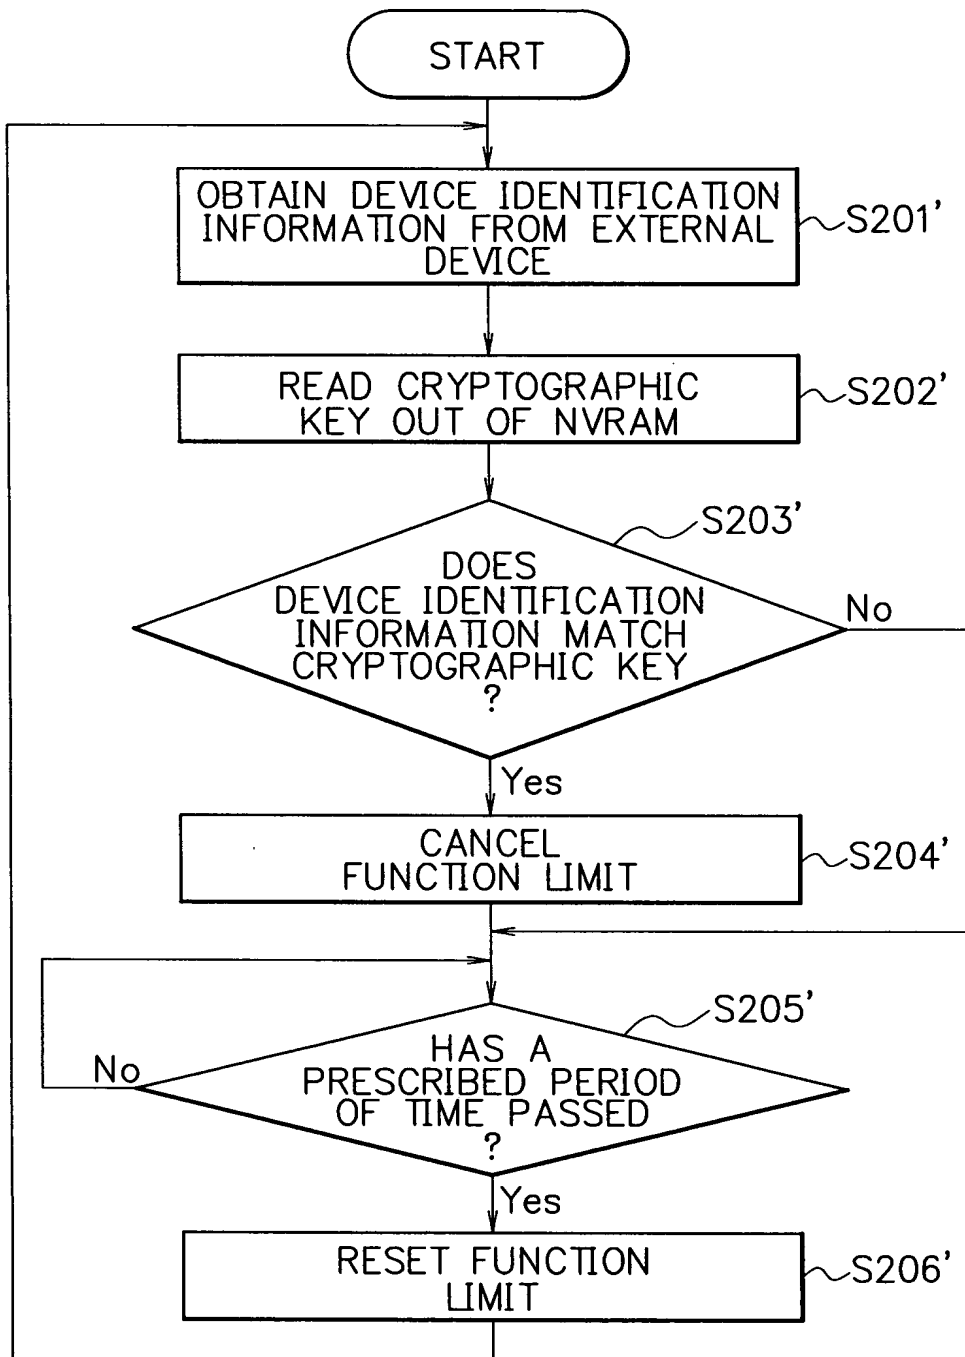 START
OBTAIN DEVICE IDENTIFICATION
INFORMATION FROM EXTERNAL
DEVICE
S201'
READ CRYPTOGRAPHIC
KEY OUT OF NVRAM
S202'
S203'
DOES
DEVICE IDENTIFICATION
INFORMATION MATCH
CRYPTOGRAPHIC KEY
?
No
Yes
CANCEL
FUNCTION LIMIT
S204'
S205'
HAS A
PRESCRIBED PERIOD
OF TIME PASSED
?
No
Yes
RESET FUNCTION
LIMIT
S206'